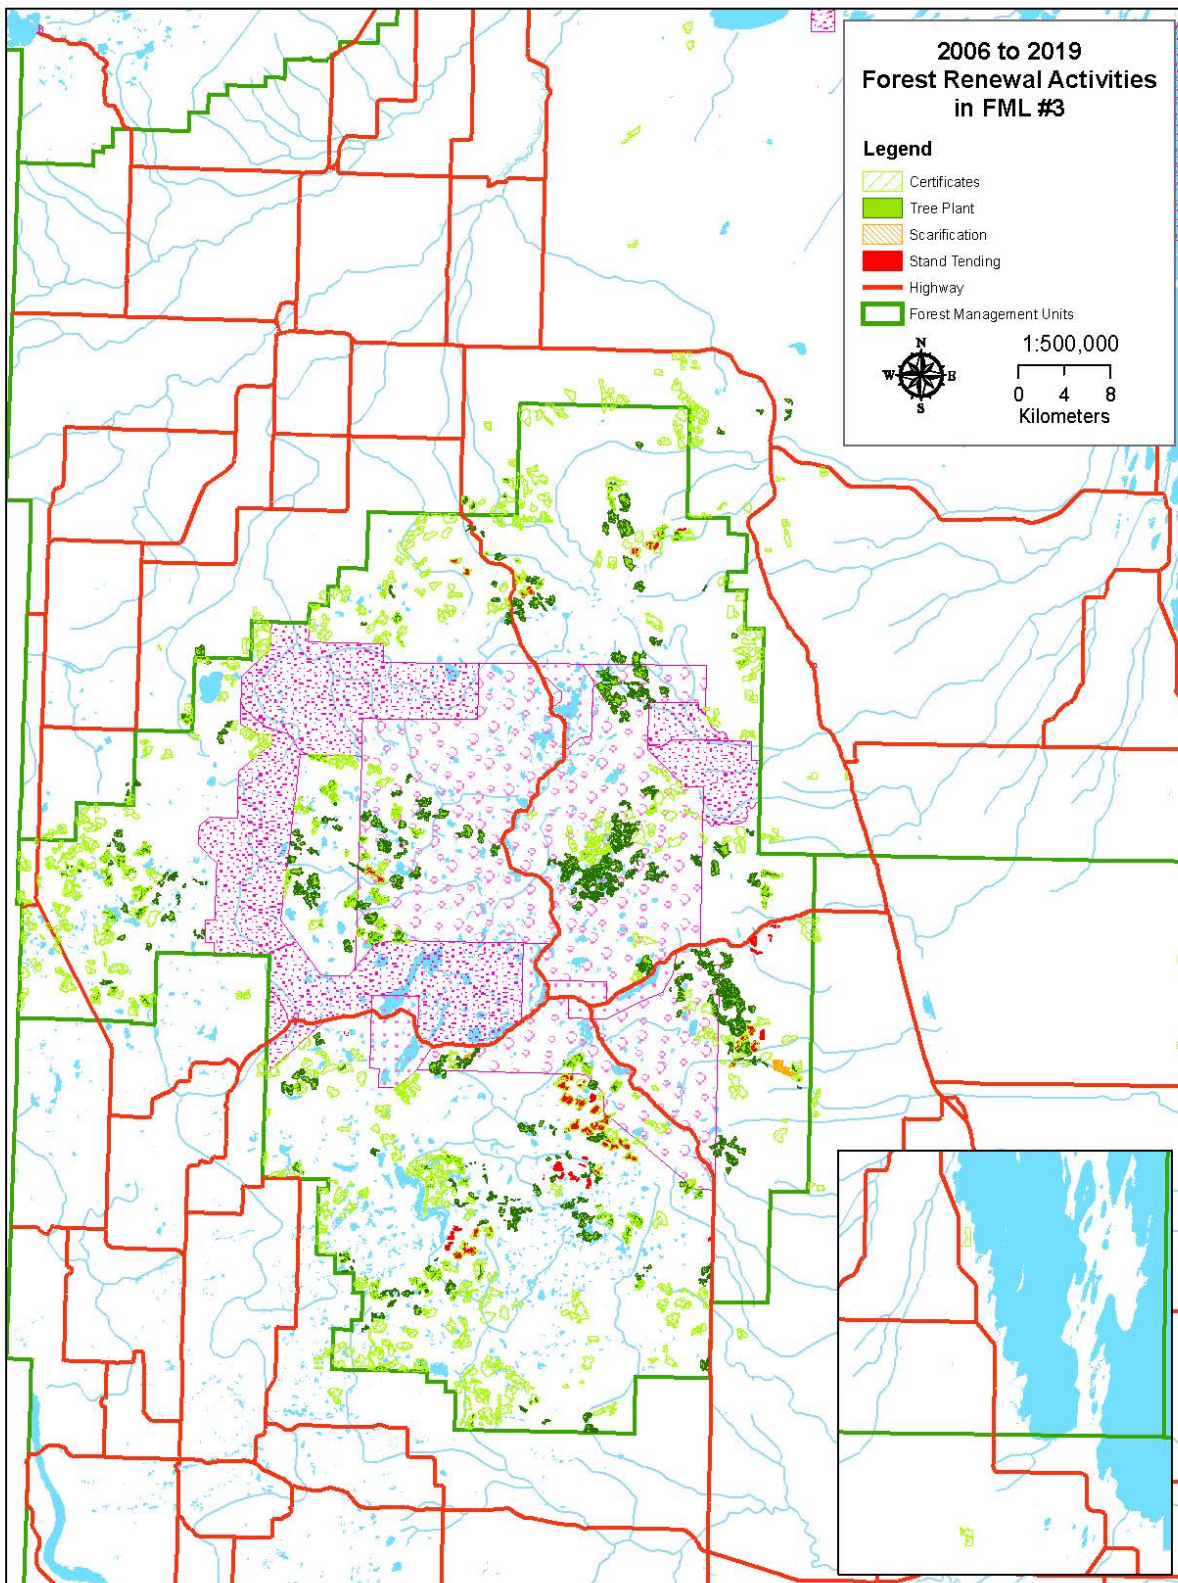 2006 to 2019
Forest Renewal Activities
in FML #3
Legend
Certificates
Tree Plant
Scarification
Stand Tending
Highway
Forest Management Units
N
W E
S
1:500,000
0 4 8
Kilometers